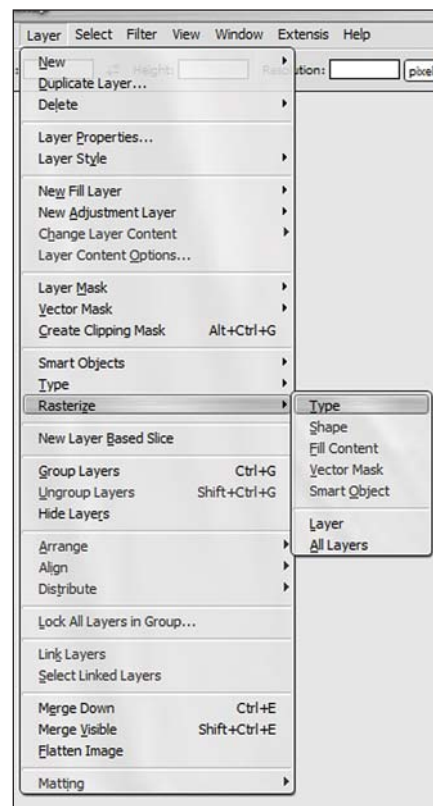 Layer Select Filter View Window Extensis Help
Height: Resolution: pixel
New
Duplicate Layer...
Delete
Layer Properties...
Layer Style
New Fill Layer
New Adjustment Layer
Change Layer Content
Layer Content Options...
Layer Mask
Vector Mask
Create Clipping Mask Alt+Ctrl+G
Smart Objects
Type
Rasterize
Type
Shape
Fill Content
Vector Mask
Smart Object
Layer
All Layers
New Layer Based Slice
Group Layers Ctrl+G
Ungroup Layers Shift+Ctrl+G
Hide Layers
Arrange
Align
Distribute
Lock All Layers in Group...
Link Layers
Select Linked Layers
Merge Down Ctrl+E
Merge Visible Shift+Ctrl+E
Flatten Image
Matting